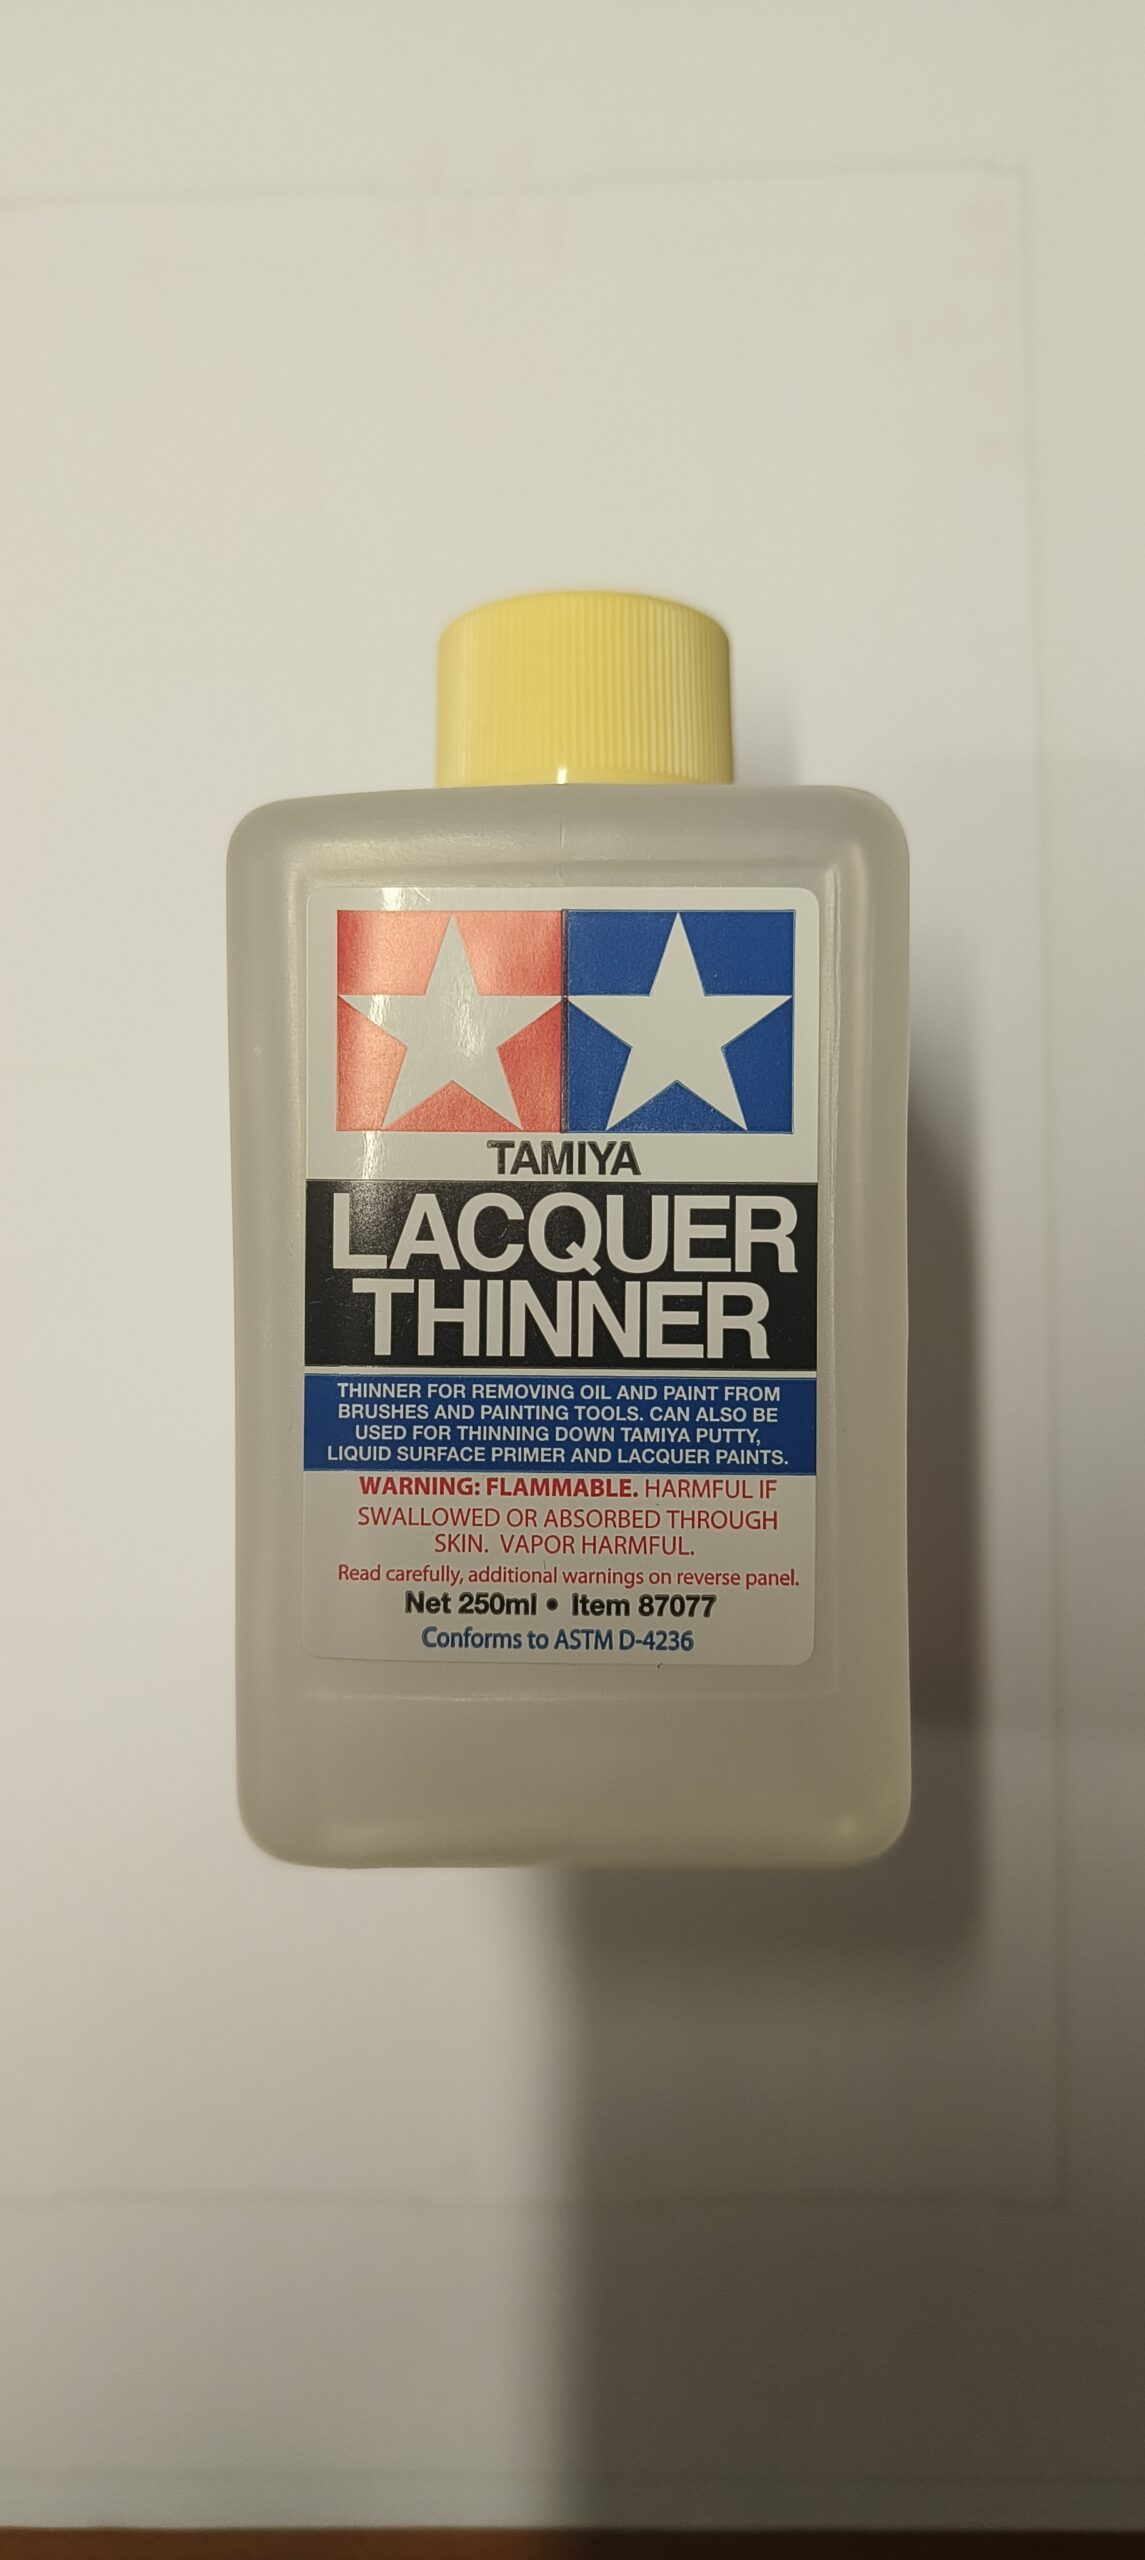 TAMIYA
LACQUER
THINNER
THINNER FOR REMOVING OIL AND PAINT FROM
BRUSHES AND PAINTING TOOLS. CAN ALSO BE
USED FOR THINNING DOWN TAMIYA PUTTY,
LIQUID SURFACE PRIMER AND LACQUER PAINTS.
WARNING: FLAMMABLE. HARMFUL IF
SWALLOWED OR ABSORBED THROUGH
SKIN. VAPOR HARMFUL.
Read carefully, additional warnings on reverse panel.
Net 250ml • Item 87077
Conforms to ASTM D-4236